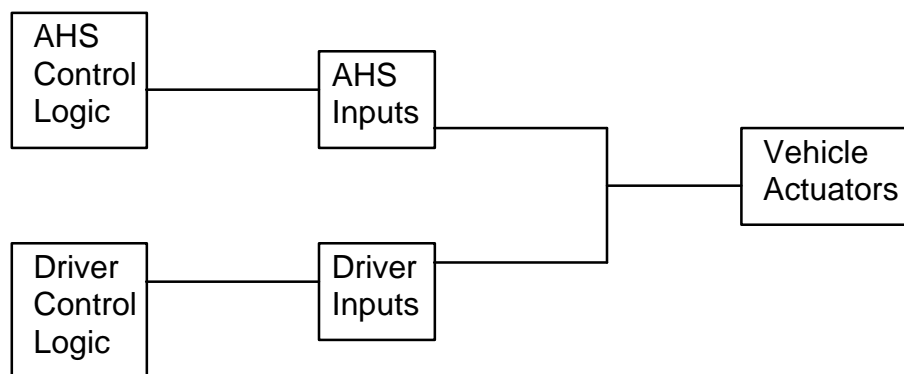 AHS
Control
Logic
AHS
Inputs
Vehicle
Actuators
Driver
Control
Logic
Driver
Inputs